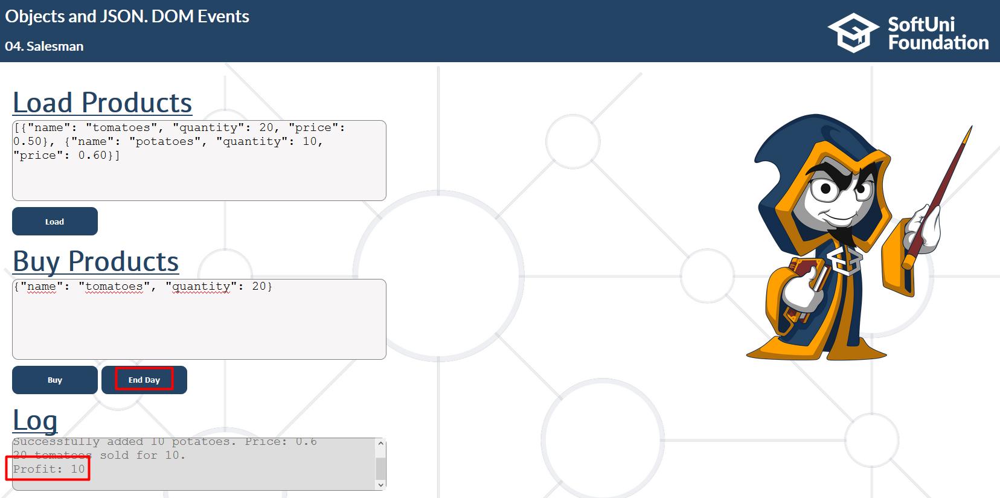 Objects and JSON. DOM Events
04. Salesman
SoftUni
Foundation
Load Products
[{"name": "tomatoes", "quantity": 20, "price":
0.50}, {"name": "potatoes", "quantity": 10,
"price": 0.60}]
Load
Buy Products
{"name": "tomatoes", "quantity": 20}
Buy
End Day
Log
Successfully added 10 potatoes. Price: 0.6
20 tomatoes sold for 10.
Profit: 10